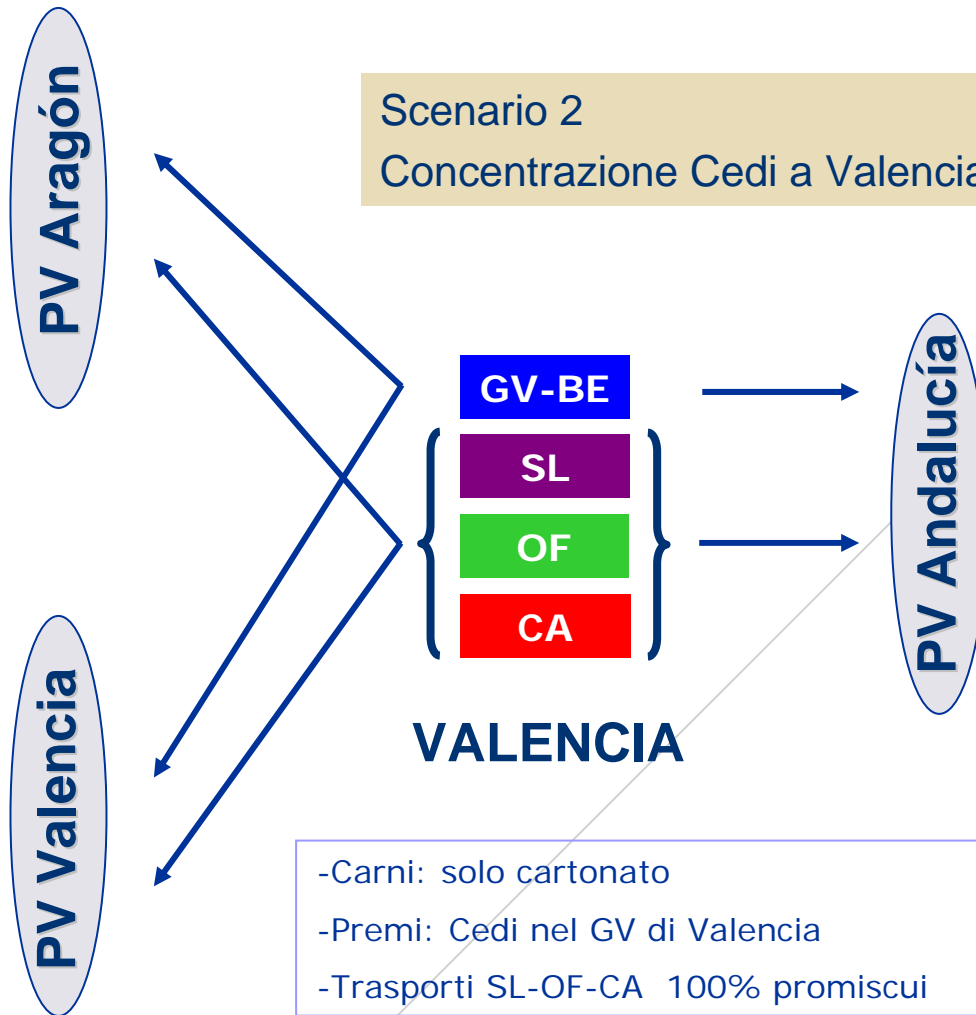 Scenario 2
Concentrazione Cedi a Valencia
PV Aragón
PV Valencia
GV-BE
SL
OF
CA
VALENCIA
PV Andalucía
-Carni: solo cartonato
-Premi: Cedi nel GV di Valencia
-Trasporti SL-OF-CA 100% promiscui